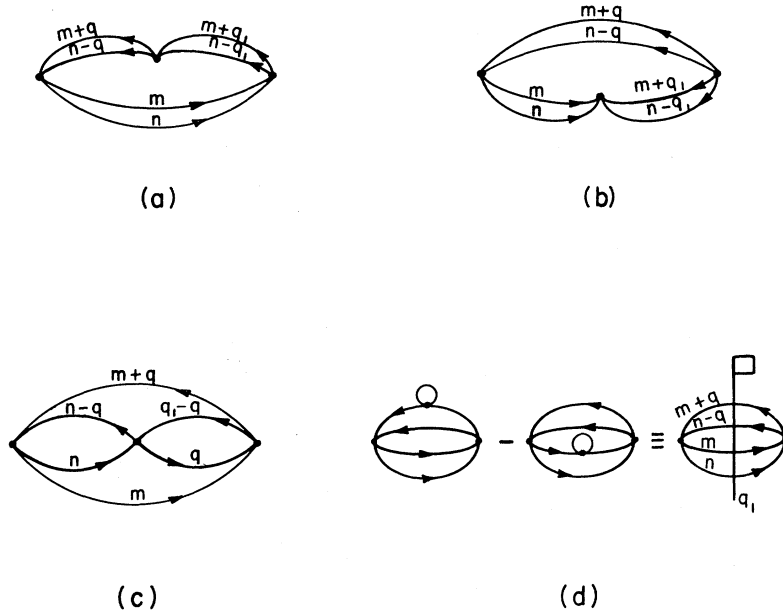 m+q m+q₁
n-q n-q₁
m
n
(a)
m+q
n-q
m m+q₁
n n-q₁
(b)
m+q
n-q q₁-q
n q
m
(c)
- ≡
m+q
n-q
m
n
q₁
(d)